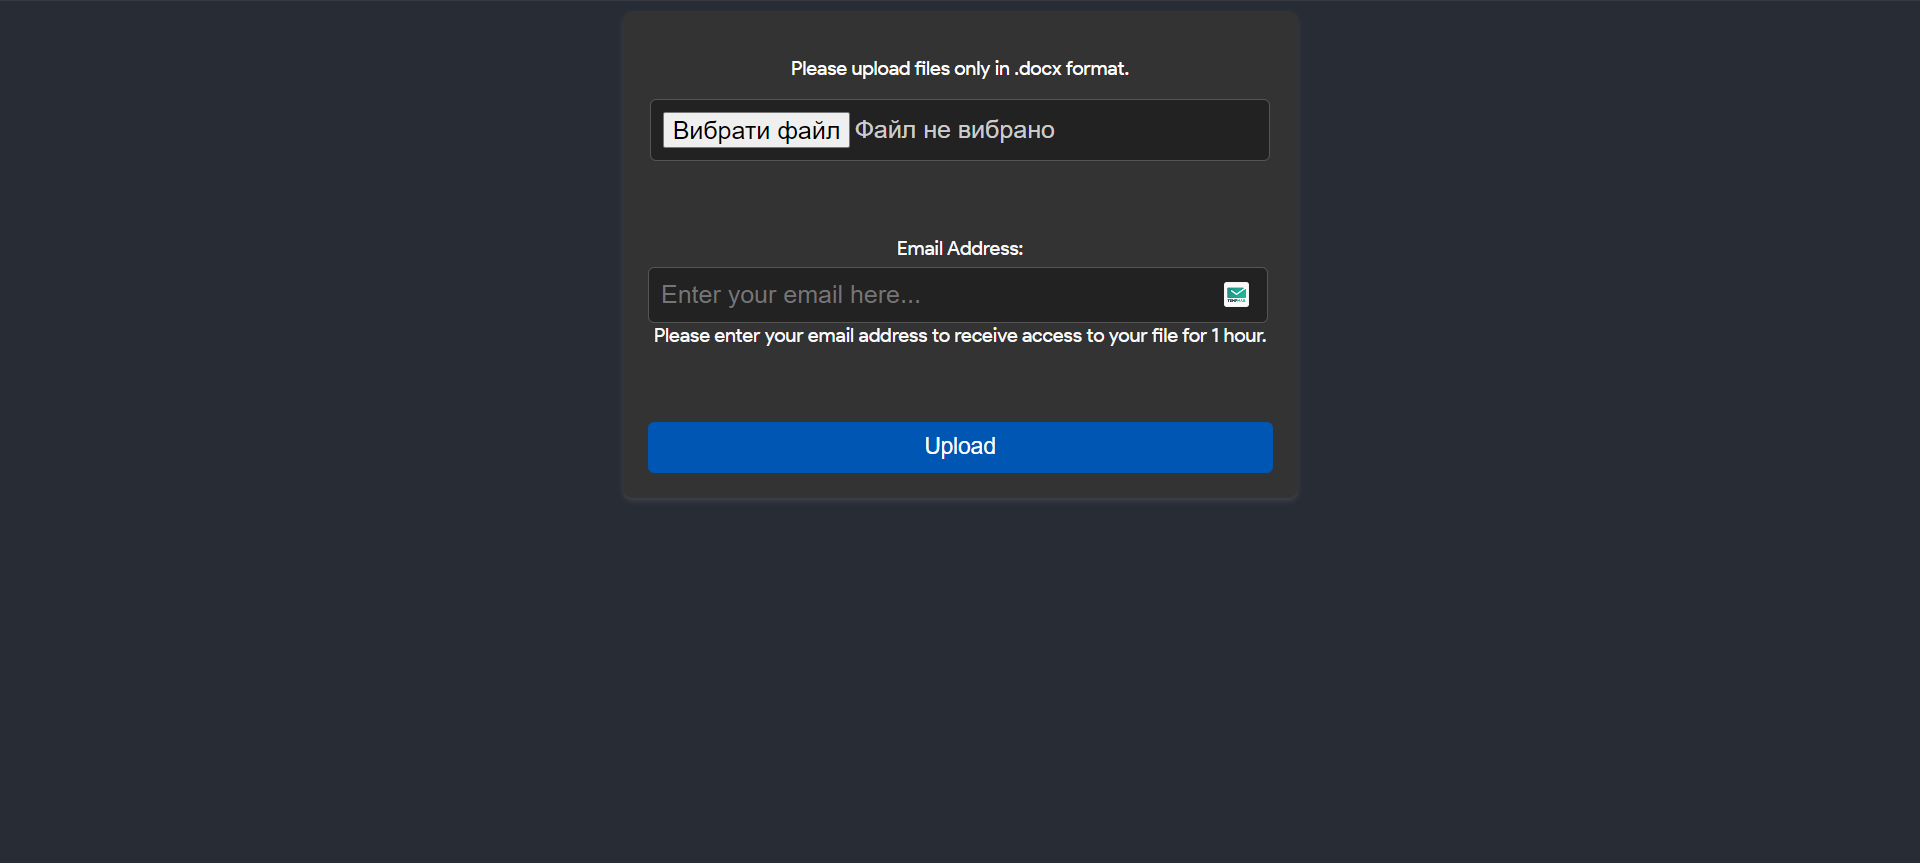 Please upload files only in .docx format.
Вибрати файл Файл не вибрано
Email Address:
Enter your email here...
Please enter your email address to receive access to your file for 1 hour.
Upload